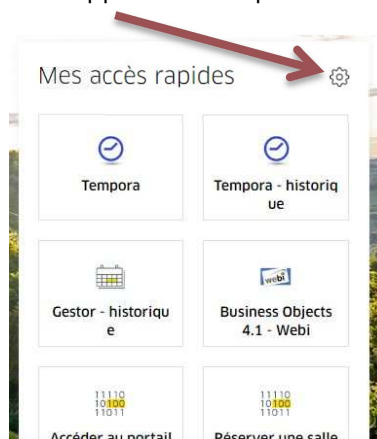 Mes accès rapides
Tempora
Tempora - historiq
ue
Gestor - historiqu
e
webi
Business Objects
4.1 - Webi
11110
10100
11011
11110
10100
11011
Accéder au portail
Réserver une salle